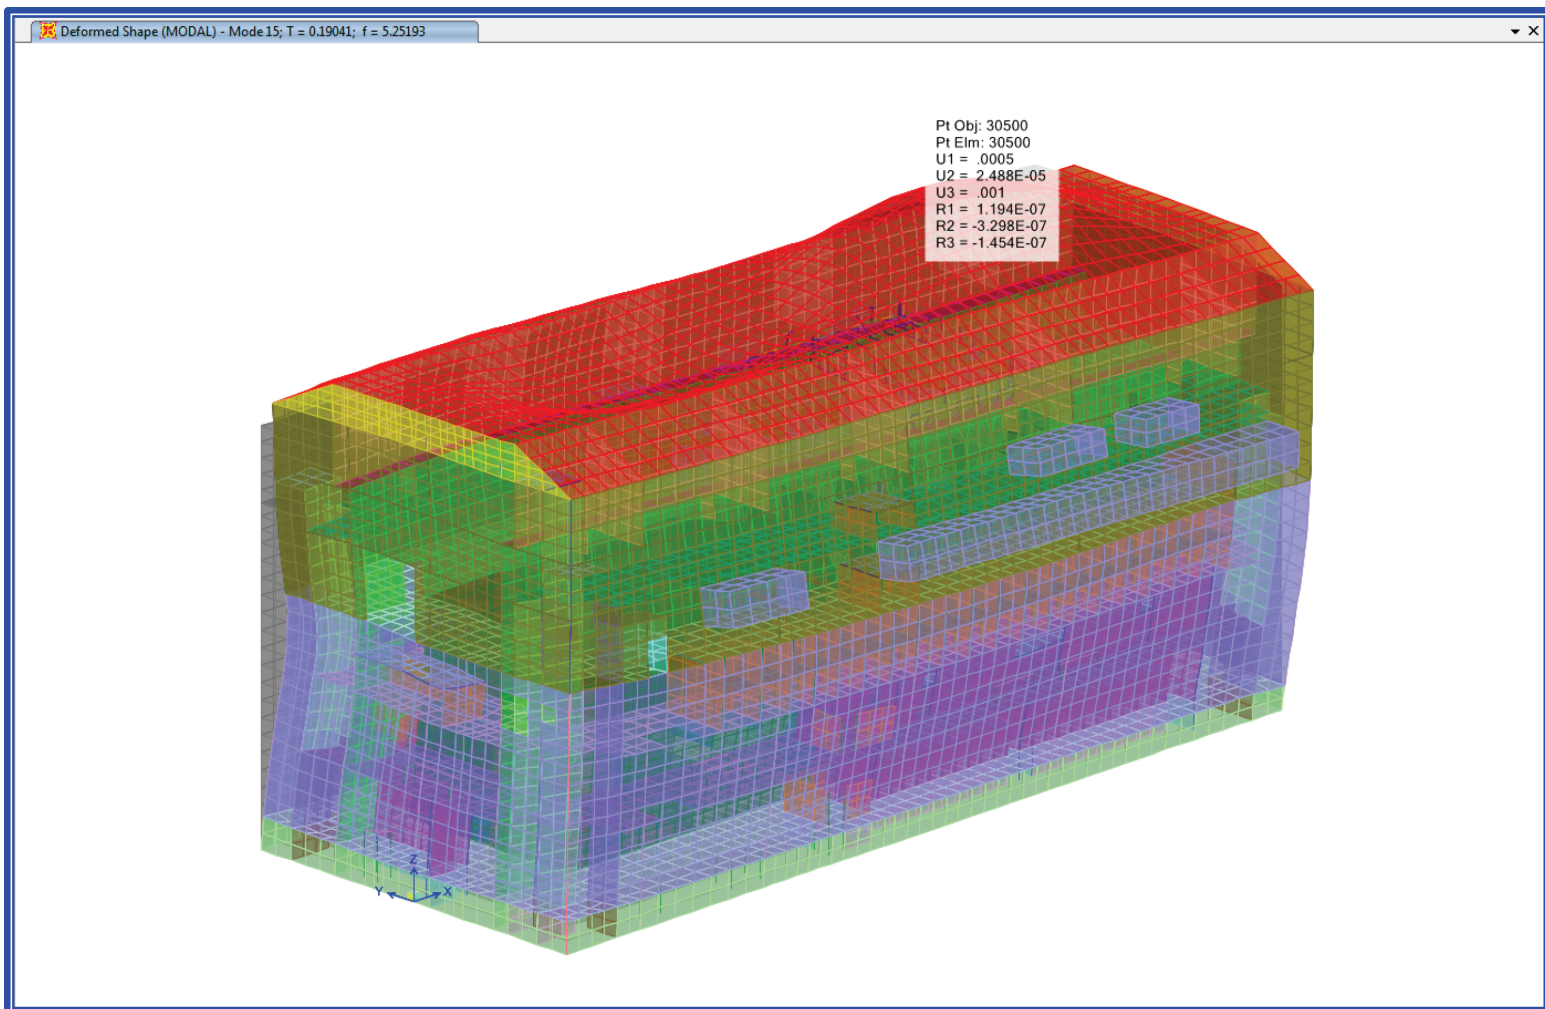 Deformed Shape (MODAL) - Mode 15; T = 0.19041; f = 5.25193
Pt Obj: 30500
Pt Elm: 30500
U1 = .0005
U2 = 2.488E-05
U3 = .001
R1 = 1.194E-07
R2 = -3.298E-07
R3 = -1.454E-07
Z
Y
X